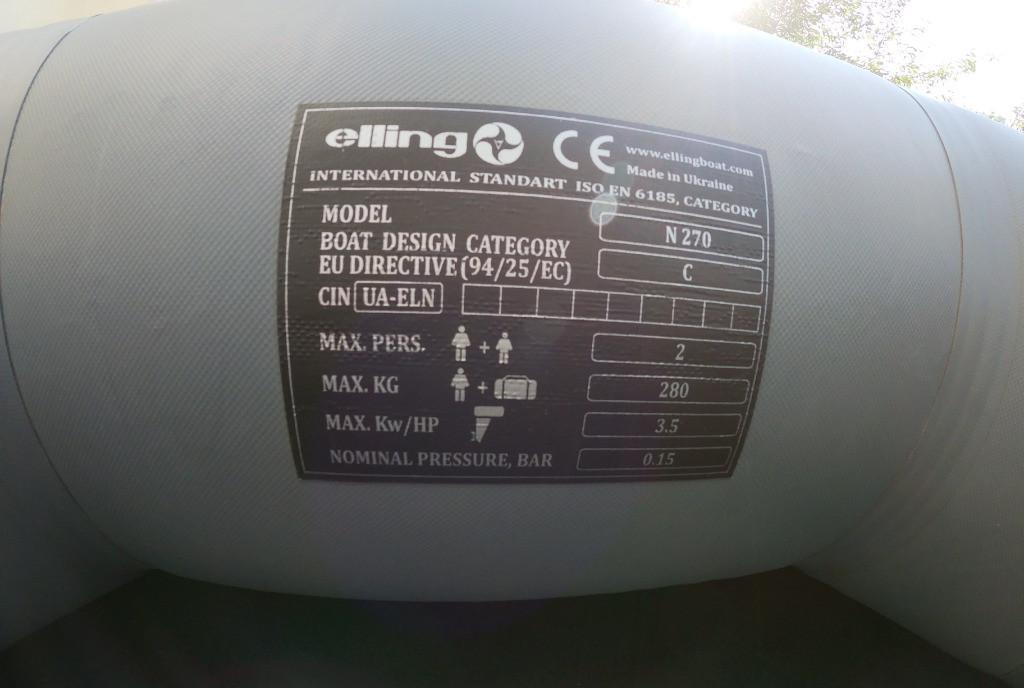 elling CE www.ellingboat.com
Made in Ukraine
INTERNATIONAL STANDART ISO EN 6185, CATEGORY
MODEL N 270
BOAT DESIGN CATEGORY
EU DIRECTIVE (94/25/EC) C
CIN UA-ELN
MAX. PERS. + 2
MAX. KG + 280
MAX. Kw/HP 3.5
NOMINAL PRESSURE, BAR 0.15